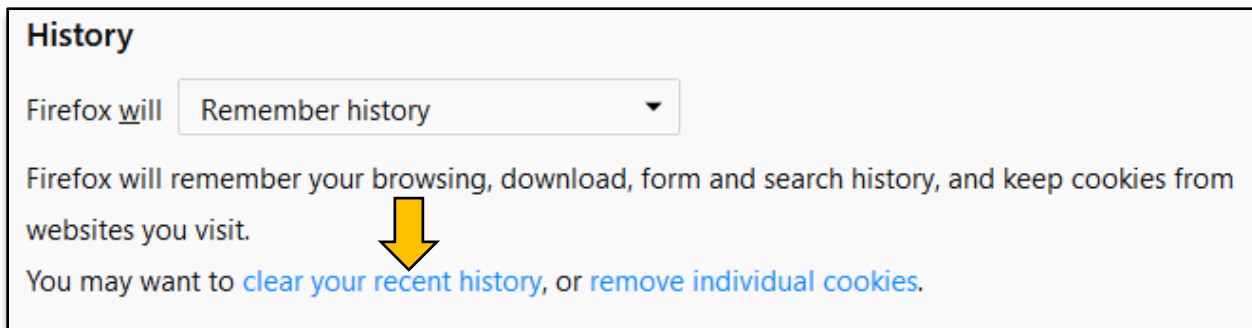 History
Firefox will Remember history
Firefox will remember your browsing, download, form and search history, and keep cookies from
websites you visit.
You may want to clear your recent history, or remove individual cookies.